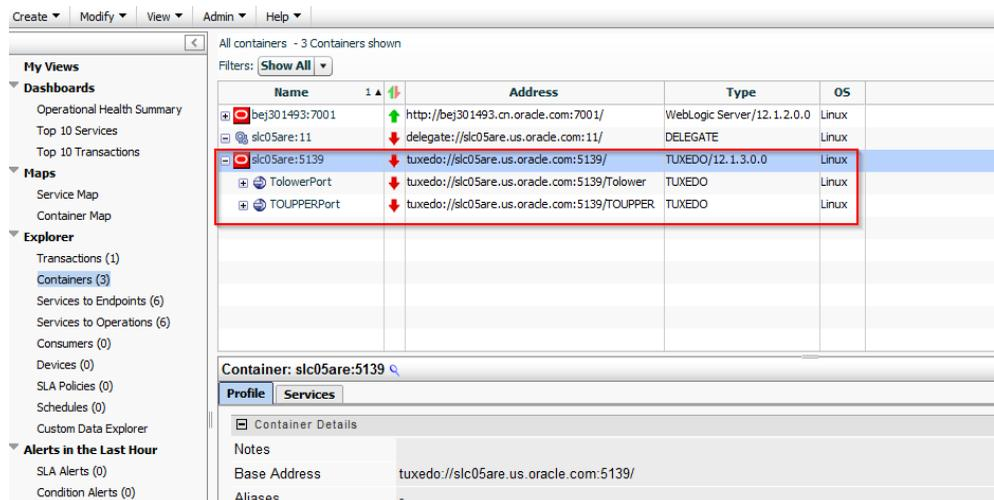 Create Modify View Admin Help
All containers - 3 Containers shown
My Views
Filters: Show All
Dashboards
Operational Health Summary
Top 10 Services
Top 10 Transactions
Maps
Service Map
Container Map
Explorer
Transactions (1)
Containers (3)
Services to Endpoints (6)
Services to Operations (6)
Consumers (0)
Devices (0)
SLA Policies (0)
Schedules (0)
Custom Data Explorer
Alerts in the Last Hour
SLA Alerts (0)
Condition Alerts (0)
Name 1 Address Type OS
bej301493:7001 http://bej301493.cn.oracle.com:7001/ WebLogic Server/12.1.2.0.0 Linux
slc05are:11 delegate://slc05are.us.oracle.com:11/ DELEGATE Linux
slc05are:5139 tuxedo://slc05are.us.oracle.com:5139/ TUXEDO/12.1.3.0.0 Linux
TolowerPort tuxedo://slc05are.us.oracle.com:5139/Tolower TUXEDO Linux
TOUPPERPort tuxedo://slc05are.us.oracle.com:5139/TOUPPER TUXEDO Linux
Container: slc05are:5139
Profile Services
Container Details
Notes
Base Address tuxedo://slc05are.us.oracle.com:5139/
Aliases -